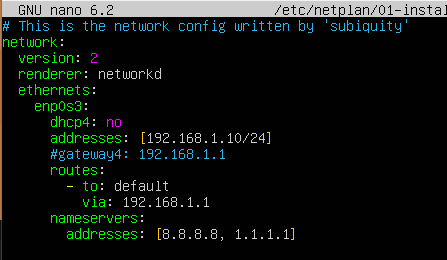 GNU nano 6.2 /etc/netplan/01-instal
# This is the network config written by 'subiquity'
network:
  version: 2
  renderer: networkd
  ethernets:
    enp0s3:
      dhcp4: no
      addresses: [192.168.1.10/24]
      #gateway4: 192.168.1.1
      routes:
        - to: default
          via: 192.168.1.1
      nameservers:
        addresses: [8.8.8.8, 1.1.1.1]